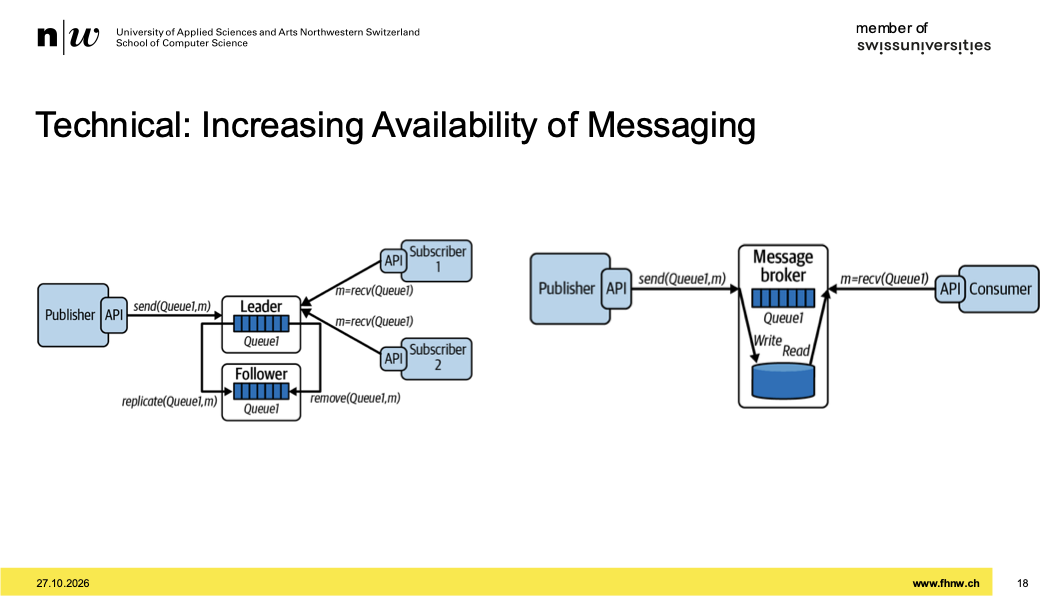 n|w University of Applied Sciences and Arts Northwestern Switzerland
School of Computer Science
member of
swissuniversities
Technical: Increasing Availability of Messaging
Publisher
API
send(Queue1,m)
Leader
Queue1
Follower
Queue1
replicate(Queue1,m)
remove(Queue1,m)
API
Subscriber
1
m=recv(Queue1)
m=recv(Queue1)
API
Subscriber
2
Publisher
API
send(Queue1,m)
Message
broker
Queue1
Write
Read
m=recv(Queue1)
API
Consumer
27.10.2026
www.fhnw.ch
18